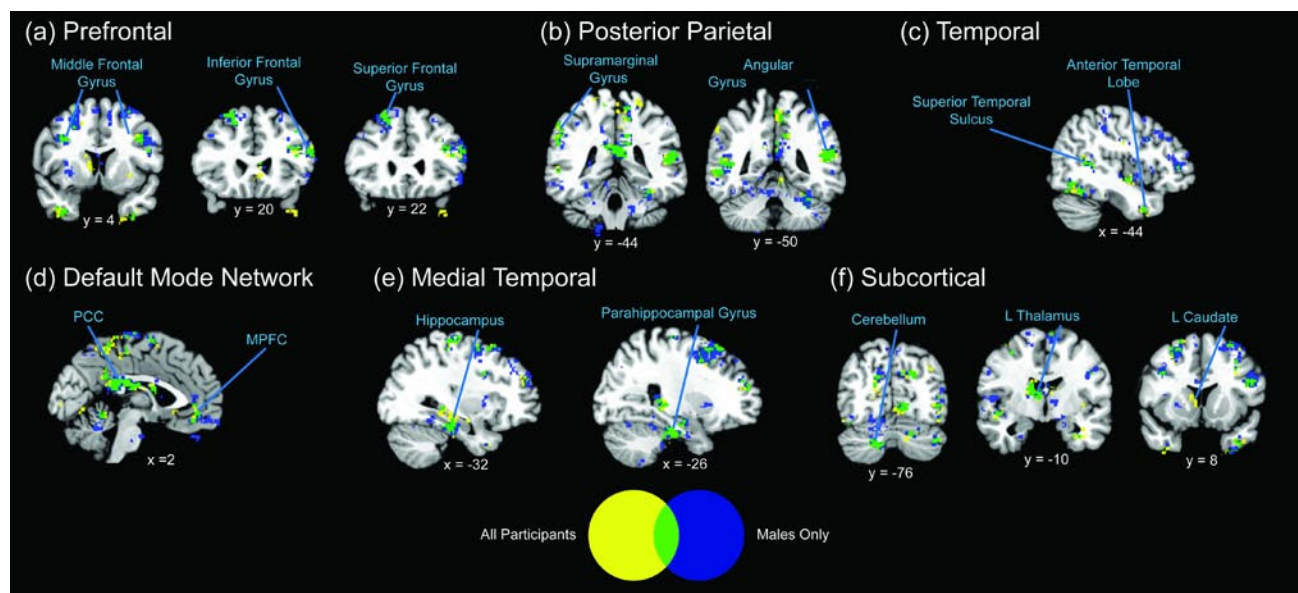 (a) Prefrontal
Middle Frontal
Gyrus
Inferior Frontal
Gyrus
Superior Frontal
Gyrus
y = 4
y = 20
y = 22
(b) Posterior Parietal
Supramarginal
Gyrus
Angular
Gyrus
y = -44
y = -50
(c) Temporal
Anterior Temporal
Lobe
Superior Temporal
Sulcus
x = -44
(d) Default Mode Network
PCC
MPFC
x =2
(e) Medial Temporal
Hippocampus
Parahippocampal Gyrus
x = -32
x = -26
(f) Subcortical
Cerebellum
L Thalamus
L Caudate
y = -76
y = -10
y = 8
All Participants
Males Only